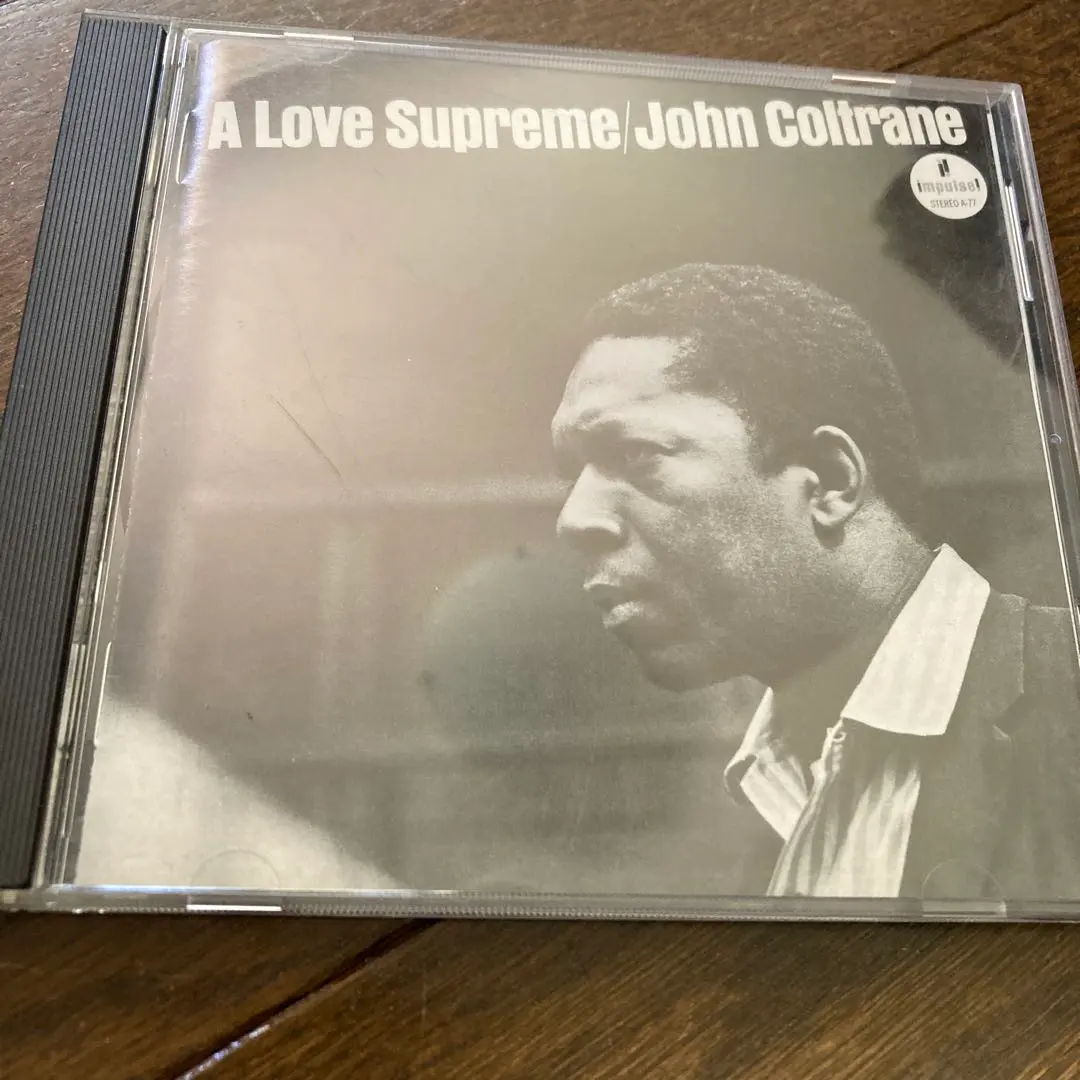 A Love Supreme/John Coltrane
impulse!
STEREO A-77